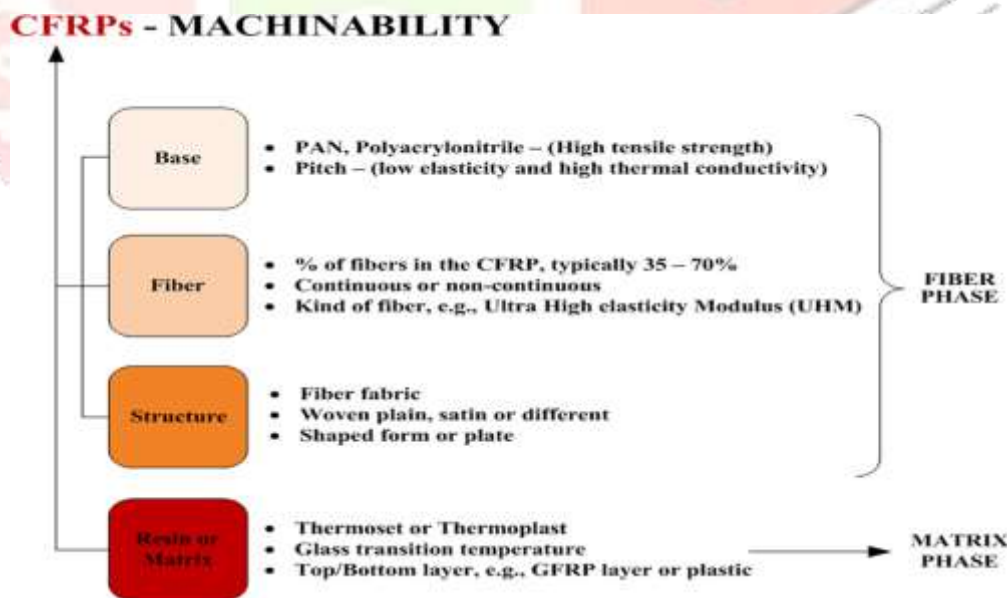 CFRPs - MACHINABILITY
Base
• PAN, Polyacrylonitrile – (High tensile strength)
• Pitch – (low elasticity and high thermal conductivity)
Fiber
• % of fibers in the CFRP, typically 35 – 70%
• Continuous or non-continuous
• Kind of fiber, e.g., Ultra High elasticity Modulus (UHM)
FIBER
PHASE
Structure
• Fiber fabric
• Woven plain, satin or different
• Shaped form or plate
Resin or
Matrix
• Thermoset or Thermoplast
• Glass transition temperature
• Top/Bottom layer, e.g., GFRP layer or plastic
MATRIX
PHASE